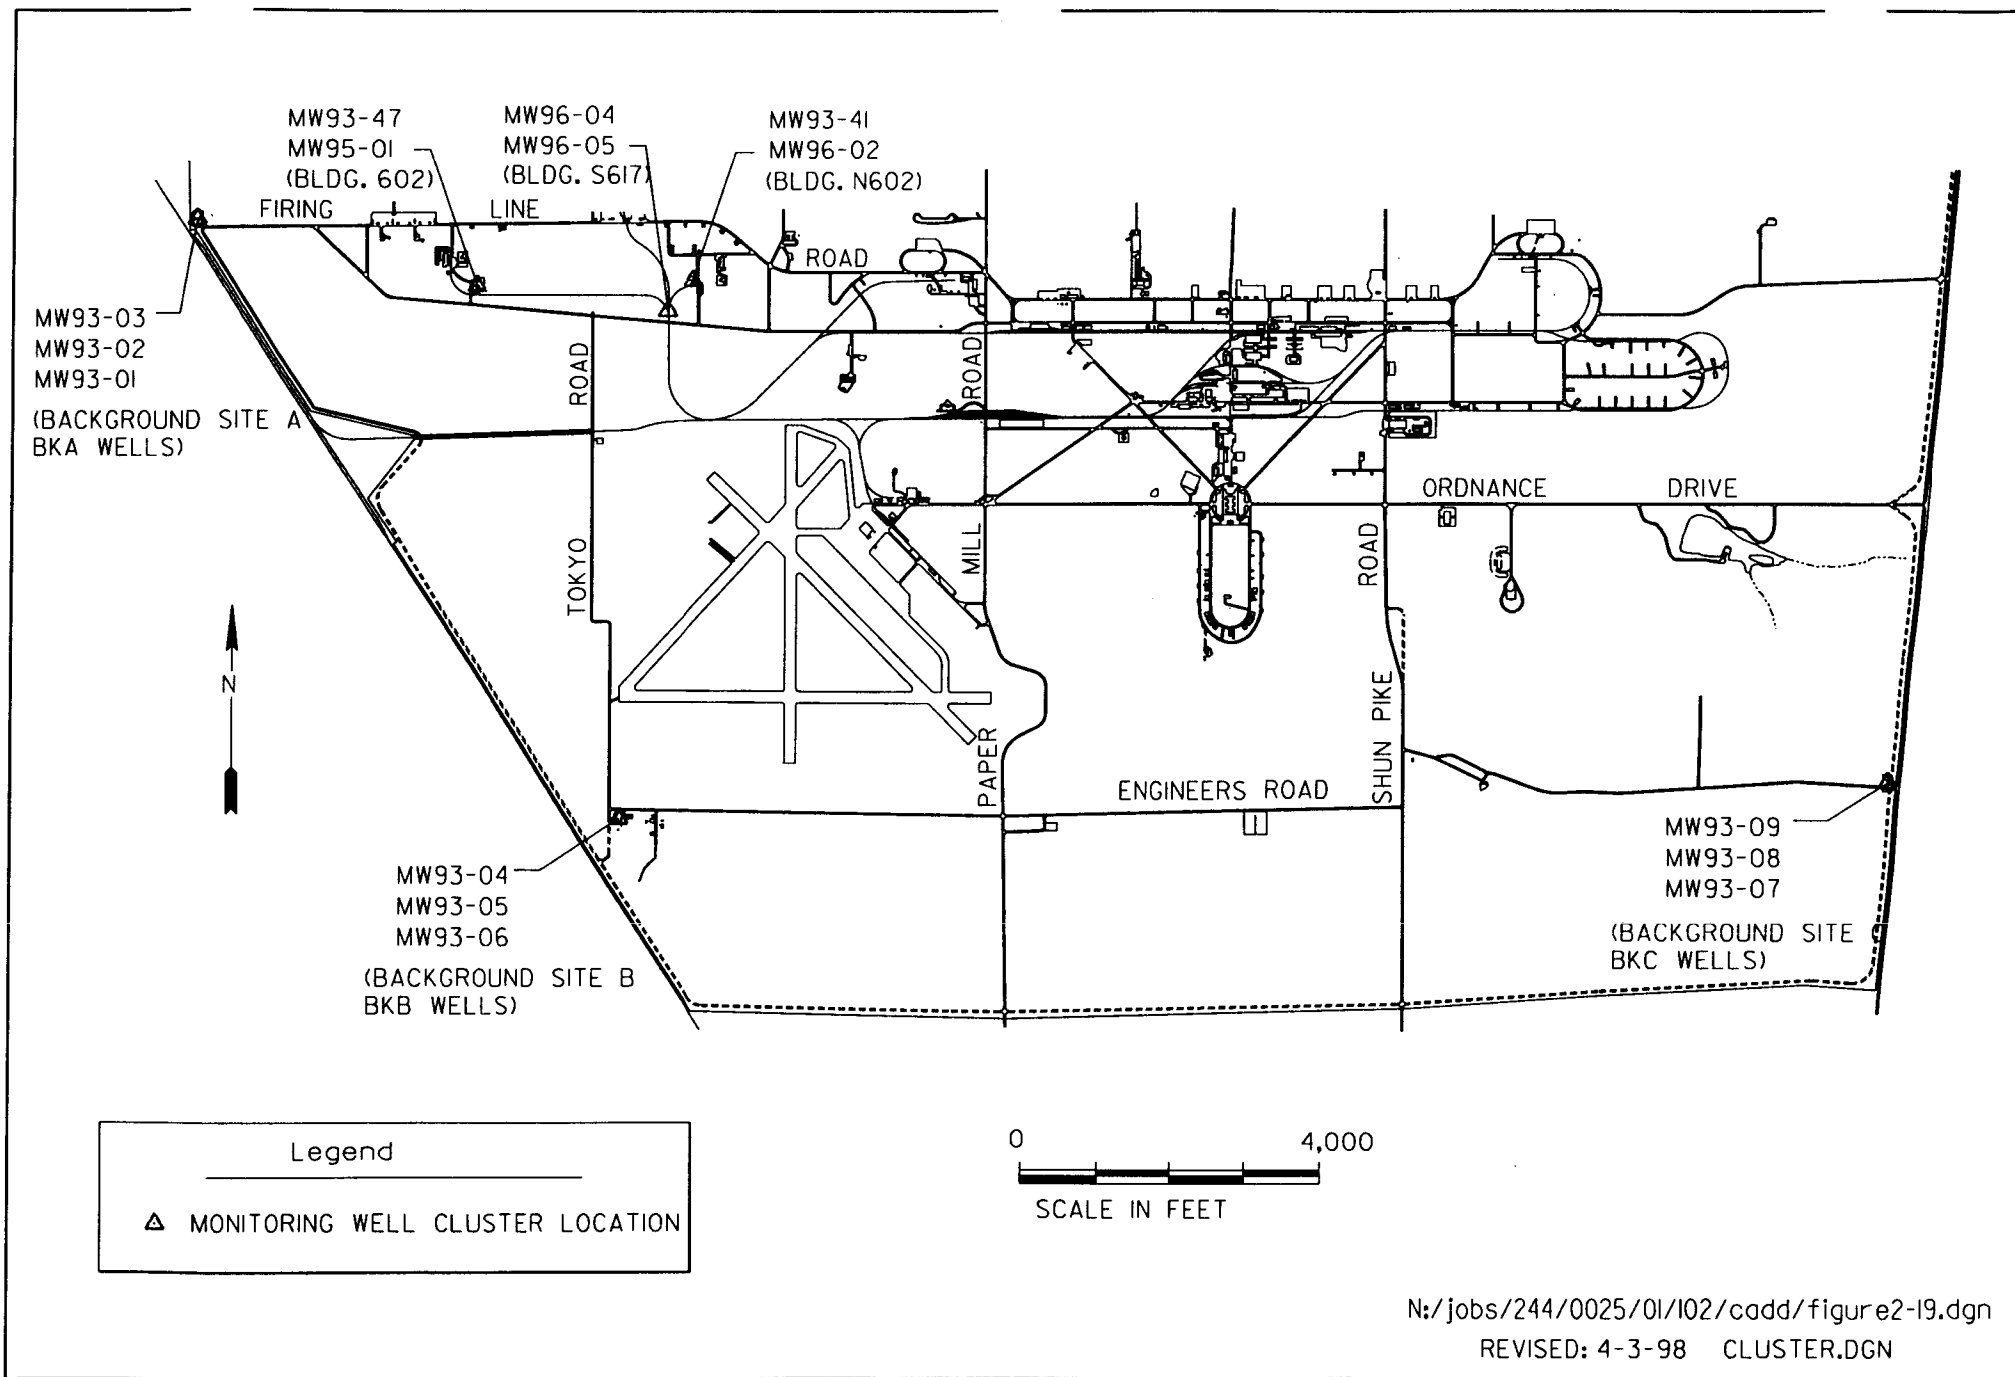 MW93-47
MW95-01
(BLDG. 602)
MW96-04
MW96-05
(BLDG. S617)
MW93-41
MW96-02
(BLDG. N602)
FIRING LINE ROAD
MW93-03
MW93-02
MW93-01
(BACKGROUND SITE A
BKA WELLS)
TOKYO ROAD
PAPER MILL ROAD
SHUN PIKE ROAD
ORDNANCE DRIVE
N
ENGINEERS ROAD
MW93-04
MW93-05
MW93-06
(BACKGROUND SITE B
BKB WELLS)
MW93-09
MW93-08
MW93-07
(BACKGROUND SITE C
BKC WELLS)
Legend
MONITORING WELL CLUSTER LOCATION
0 4,000
SCALE IN FEET
N:/jobs/244/0025/01/102/cadd/figure2-19.dgn
REVISED: 4-3-98 CLUSTER.DGN